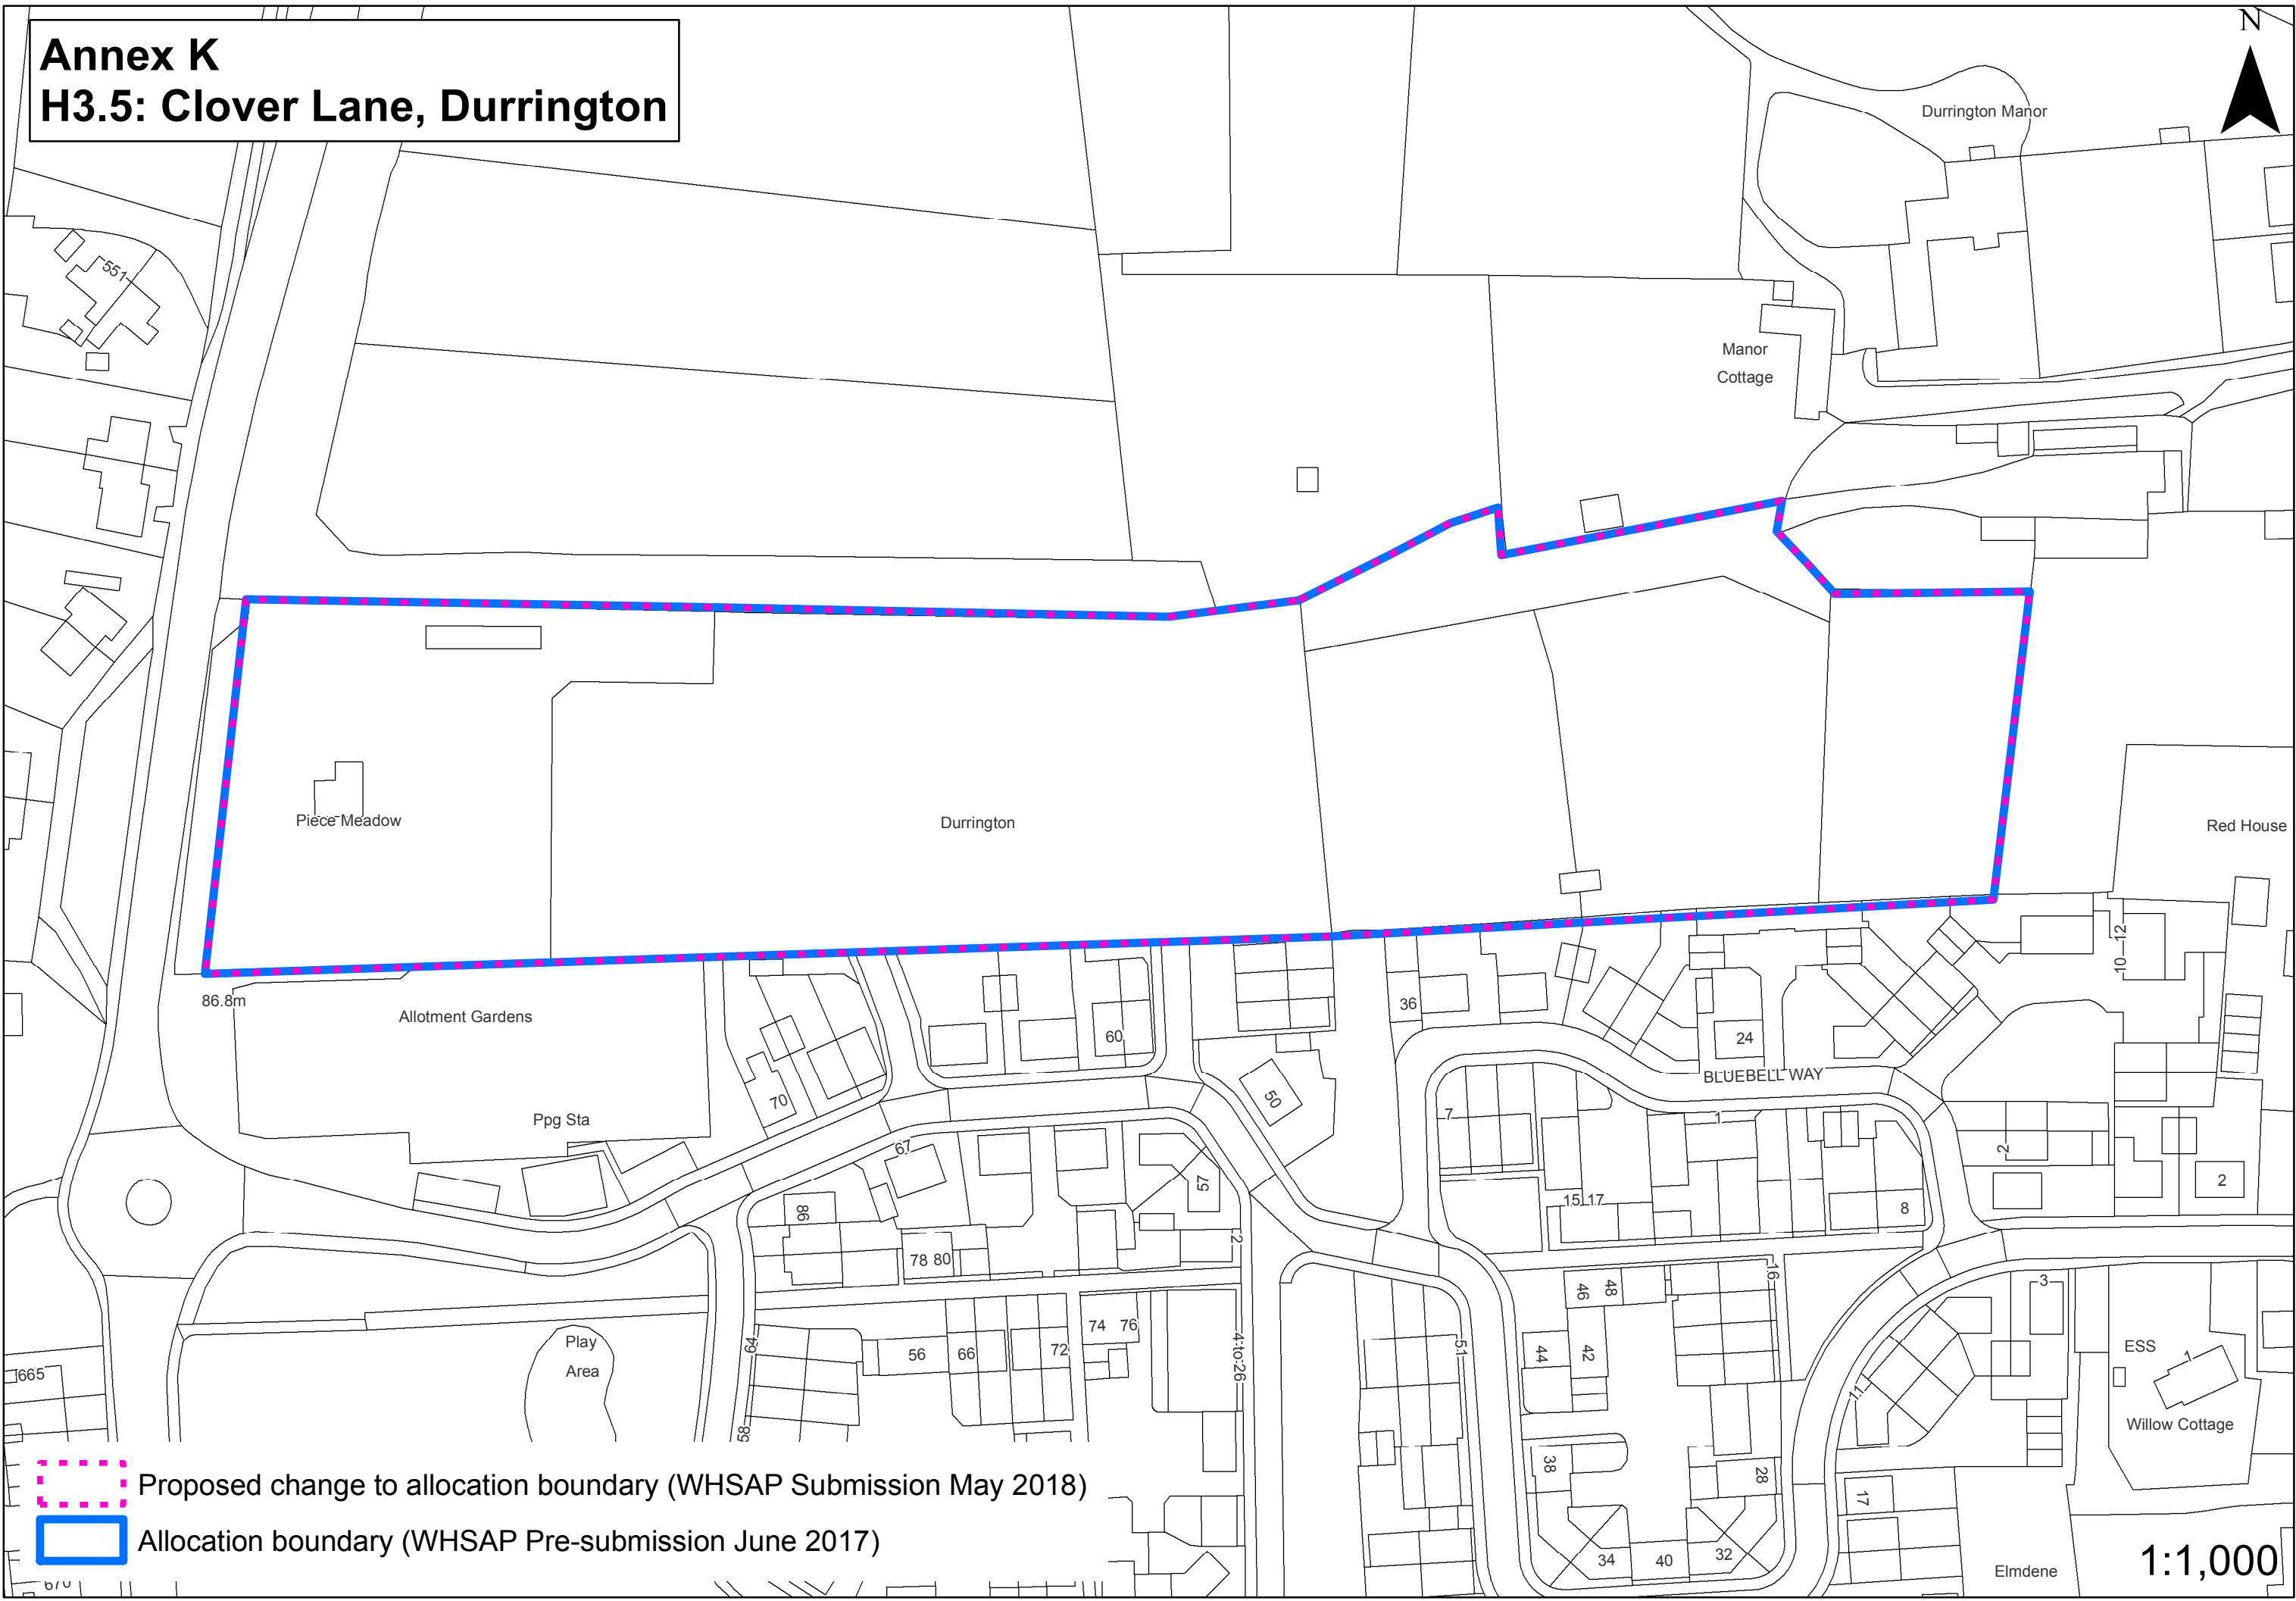 Annex K
H3.5: Clover Lane, Durrington
N
Durrington Manor
551
Manor
Cottage
Piece Meadow
Durrington
Red House
86.8m
Allotment Gardens
Ppg Sta
70
60
50
36
24
BLUEBELL WAY
10
12
7
1
2
2
67
57
86
78 80
72
15 17
8
46
48
16
3
ESS
1
Play
Area
64
56
66
72
74
76
4 to 26
51
44
42
11
Willow Cottage
665
58
38
28
17
34
40
32
Elmdene
670
Proposed change to allocation boundary (WHSAP Submission May 2018)
Allocation boundary (WHSAP Pre-submission June 2017)
1:1,000